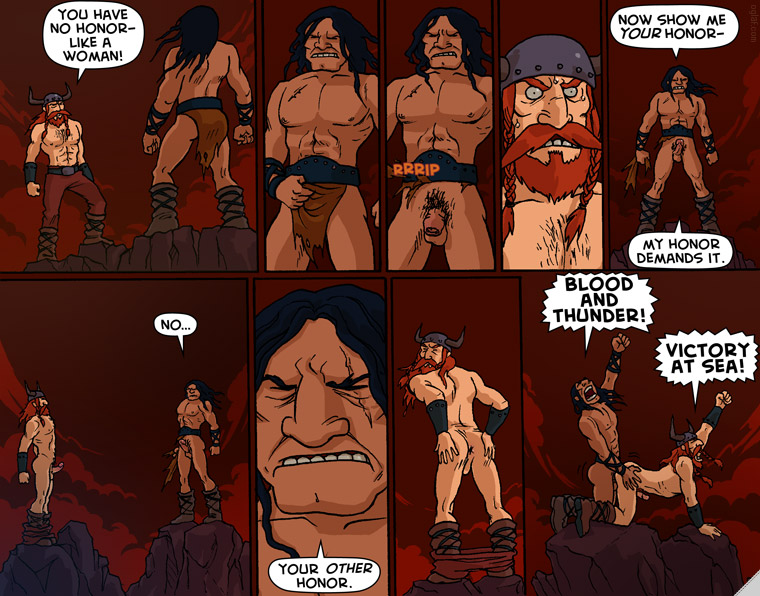 YOU HAVE
NO HONOR-
LIKE A
WOMAN!
RRRIP
NOW SHOW ME
YOUR HONOR-
MY HONOR
DEMANDS IT.
NO...
YOUR OTHER
HONOR.
BLOOD
AND
THUNDER!
VICTORY
AT SEA!